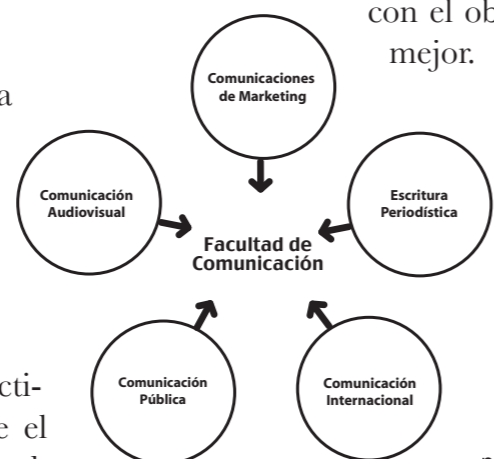 con el ob
mejor.
a
Comunicaciones
de Marketing
Comunicación
Audiovisual
Escritura
Periodística
Facultad de
Comunicación
Comunicación
Pública
Comunicación
Internacional
cti-
e el